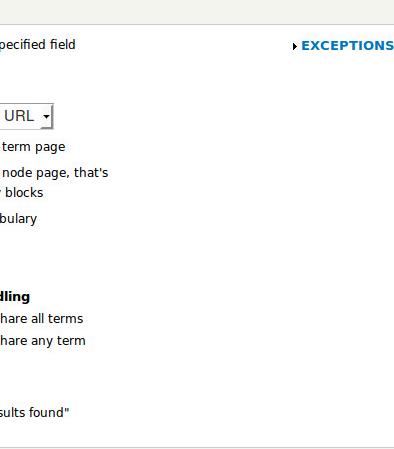 pecified field
EXCEPTIONS
URL
term page
node page, that's
blocks
bulary
dling
hare all terms
hare any term
sults found"